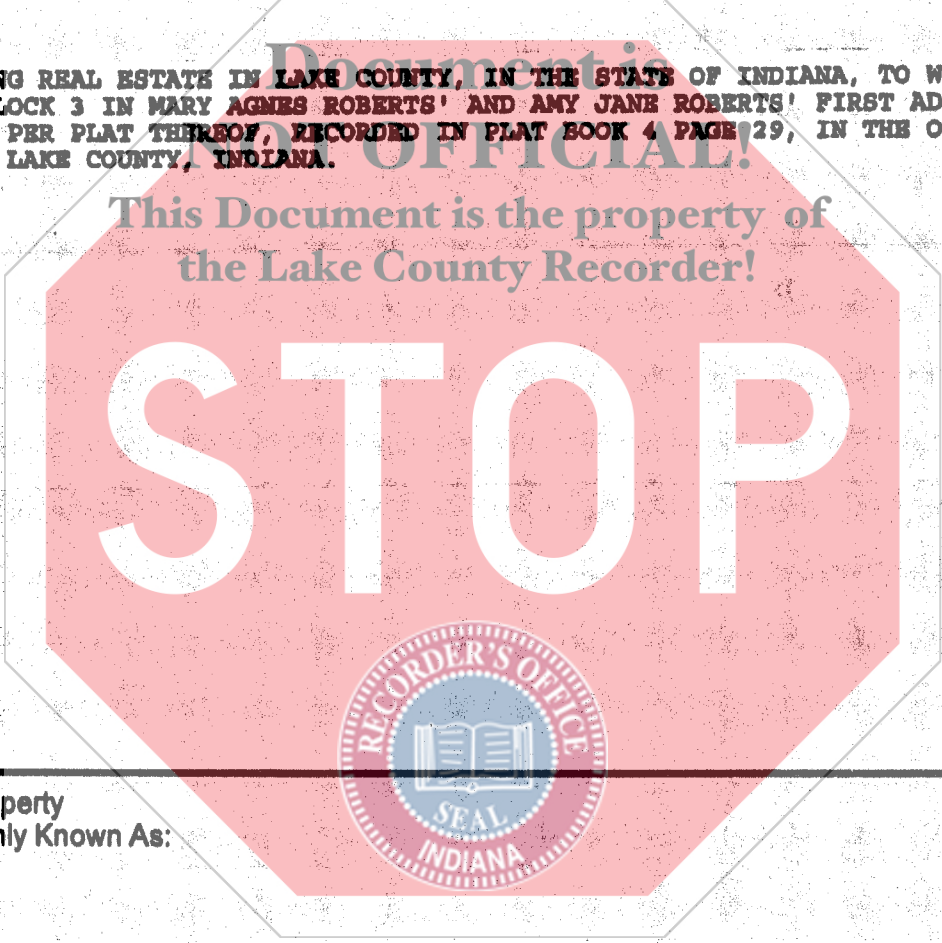 Document is
NG REAL ESTATE IN LAKE COUNTY, IN THE STATE OF INDIANA, TO W
LOCK 3 IN MARY AGNES ROBERTS' AND AMY JANE ROBERTS' FIRST AD
PER PLAT THEREOF, RECORDED IN PLAT BOOK 4 PAGE 29, IN THE O
NOT OFFICIAL!
LAKE COUNTY, INDIANA.
This Document is the property of
the Lake County Recorder!
STOP
RECORDER'S OFFICE
SEAL
INDIANA
perty
nly Known As: